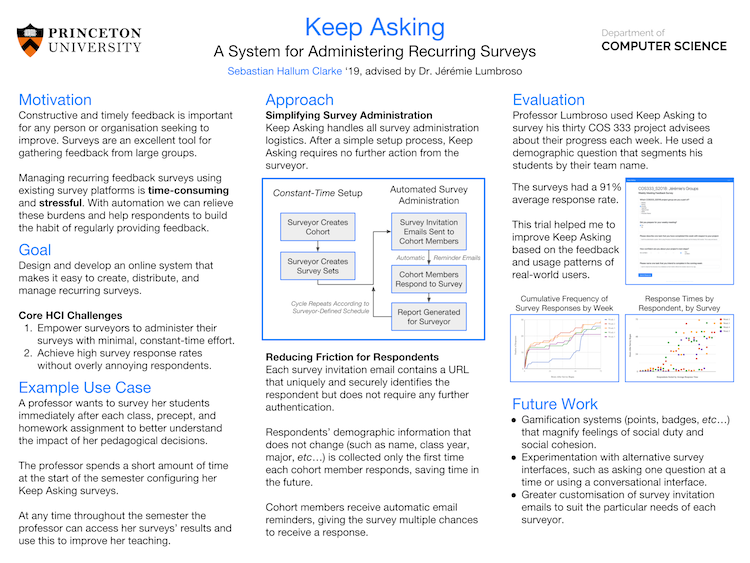 PRINCETON
UNIVERSITY
Keep Asking
A System for Administering Recurring Surveys
Sebastian Hallum Clarke ‘19, advised by Dr. Jérémie Lumbroso
Department of
COMPUTER SCIENCE
Motivation
Constructive and timely feedback is important
for any person or organisation seeking to
improve. Surveys are an excellent tool for
gathering feedback from large groups.
Managing recurring feedback surveys using
existing survey platforms is time-consuming
and stressful. With automation we can relieve
these burdens and help respondents to build
the habit of regularly providing feedback.
Goal
Design and develop an online system that
makes it easy to create, distribute, and
manage recurring surveys.
Core HCI Challenges
1. Empower surveyors to administer their
surveys with minimal, constant-time effort.
2. Achieve high survey response rates
without overly annoying respondents.
Example Use Case
A professor wants to survey her students
immediately after each class, precept, and
homework assignment to better understand
the impact of her pedagogical decisions.
The professor spends a short amount of time
at the start of the semester configuring her
Keep Asking surveys.
At any time throughout the semester the
professor can access her surveys’ results and
use this to improve her teaching.
Approach
Simplifying Survey Administration
Keep Asking handles all survey administration
logistics. After a simple setup process, Keep
Asking requires no further action from the
surveyor.
Constant-Time Setup
Surveyor Creates
Cohort
Surveyor Creates
Survey Sets
Cycle Repeats According to
Surveyor-Defined Schedule
Automated Survey
Administration
Survey Invitation
Emails Sent to
Cohort Members
Automatic Reminder Emails
Cohort Members
Respond to Survey
Report Generated
for Surveyor
Reducing Friction for Respondents
Each survey invitation email contains a URL
that uniquely and securely identifies the
respondent but does not require any further
authentication.
Respondents’ demographic information that
does not change (such as name, class year,
major, etc…) is collected only the first time
each cohort member responds, saving time in
the future.
Cohort members receive automatic email
reminders, giving the survey multiple chances
to receive a response.
Evaluation
Professor Lumbroso used Keep Asking to
survey his thirty COS 333 project advisees
about their progress each week. He used a
demographic question that segments his
students by their team name.
The surveys had a 91%
average response rate.
This trial helped me to
improve Keep Asking
based on the feedback
and usage patterns of
real-world users.
Cumulative Frequency of
Survey Responses by Week
Response Times by
Respondent, by Survey
Future Work
● Gamification systems (points, badges, etc…)
that magnify feelings of social duty and
social cohesion.
● Experimentation with alternative survey
interfaces, such as asking one question at a
time or using a conversational interface.
● Greater customisation of survey invitation
emails to suit the particular needs of each
surveyor.